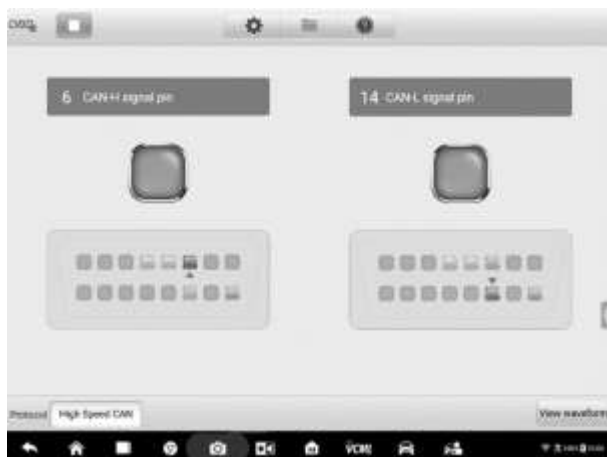 6 CAN-H signal pin
14 CAN-L signal pin
Protocol High Speed CAN
View waveform
VCMI